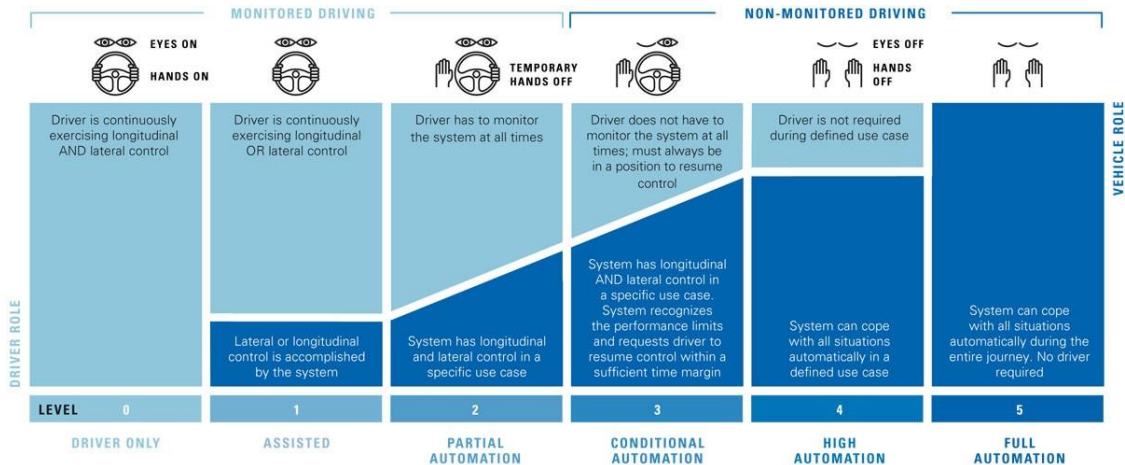 MONITORED DRIVING
NON-MONITORED DRIVING
EYES ON
HANDS ON
TEMPORARY
HANDS OFF
EYES OFF
HANDS
OFF
Driver is continuously
exercising longitudinal
AND lateral control
Driver is continuously
exercising longitudinal
OR lateral control
Driver has to monitor
the system at all times
Driver does not have to
monitor the system at all
times; must always be
in a position to resume
control
Driver is not required
during defined use case
VEHICLE ROLE
DRIVER ROLE
Lateral or longitudinal
control is accomplished
by the system
System has longitudinal
and lateral control in a
specific use case
System has longitudinal
AND lateral control in
a specific use case.
System recognizes
the performance limits
and requests driver to
resume control within a
sufficient time margin
System can cope
with all situations
automatically in a
defined use case
System can cope
with all situations
automatically during the
entire journey. No driver
required
LEVEL 0 1 2 3 4 5
DRIVER ONLY
ASSISTED
PARTIAL
AUTOMATION
CONDITIONAL
AUTOMATION
HIGH
AUTOMATION
FULL
AUTOMATION